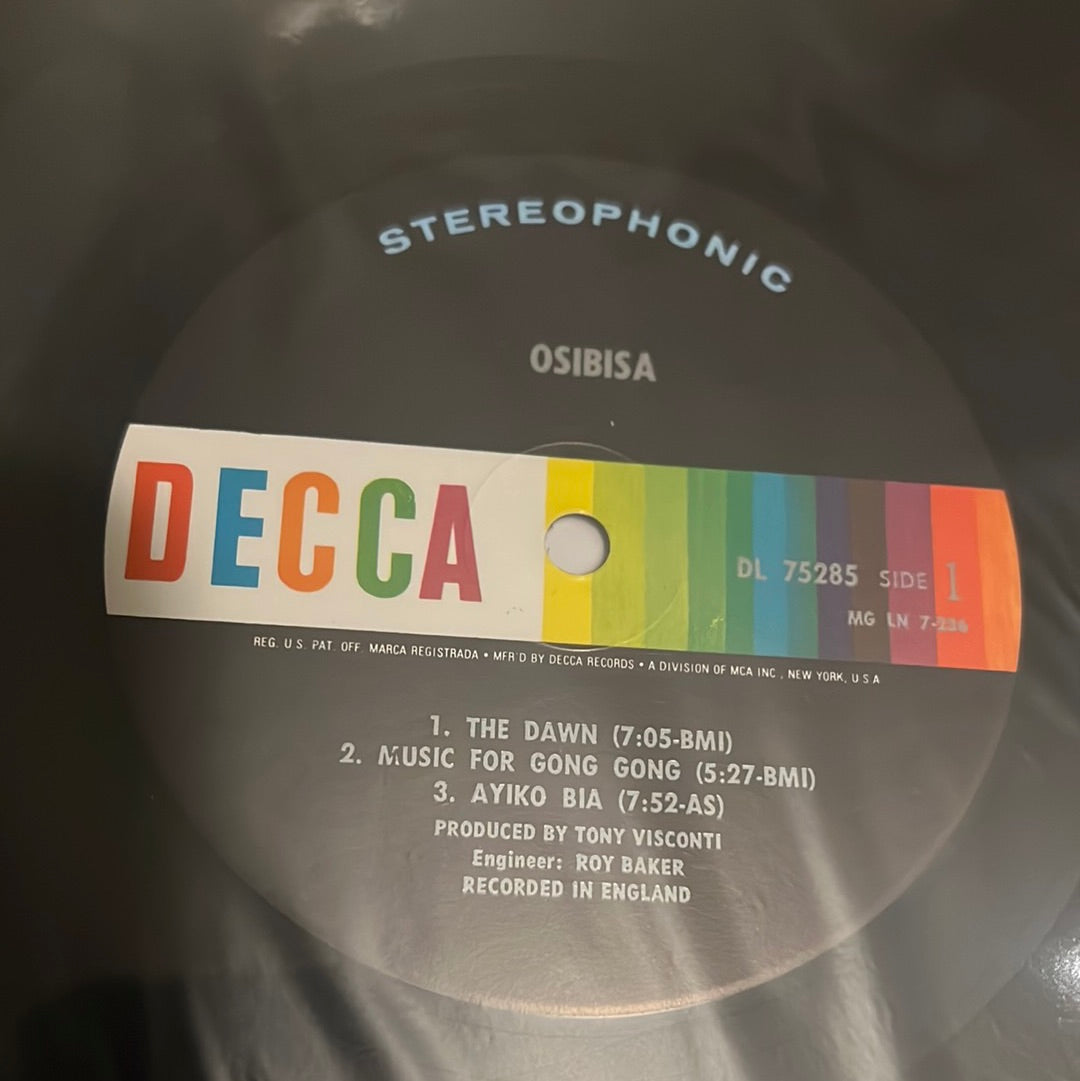 STEREOPHONIC
OSIBISA
DECCA
DL 75285 SIDE 1
MG LN 7-236
REG. U.S. PAT. OFF. MARCA REGISTRADA • MFR'D BY DECCA RECORDS • A DIVISION OF MCA INC., NEW YORK, U.S.A
1. THE DAWN (7:05-BMI)
2. MUSIC FOR GONG GONG (5:27-BMI)
3. AYIKO BIA (7:52-AS)
PRODUCED BY TONY VISCONTI
Engineer: ROY BAKER
RECORDED IN ENGLAND